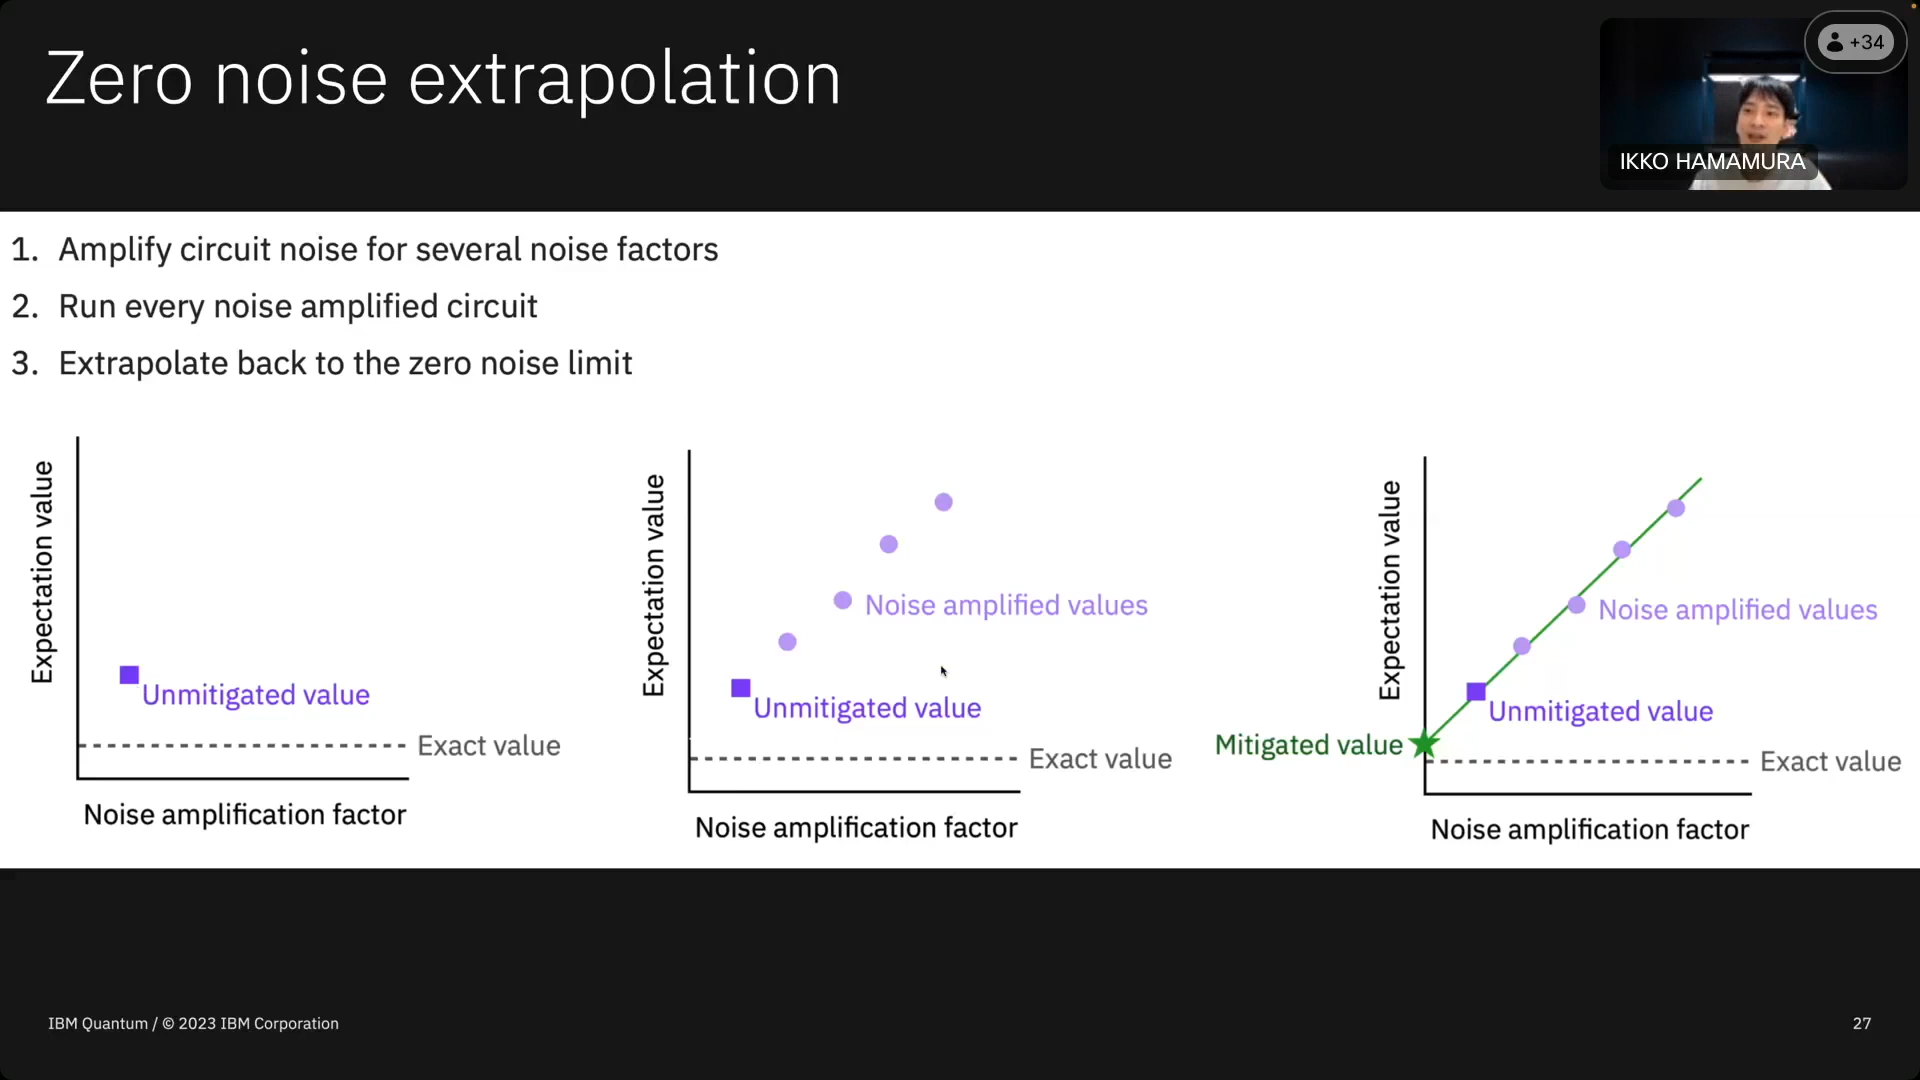 Zero noise extrapolation
+34
IKKO HAMAMURA
1. Amplify circuit noise for several noise factors
2. Run every noise amplified circuit
3. Extrapolate back to the zero noise limit
Expectation value
Unmitigated value
Exact value
Noise amplification factor
Expectation value
Noise amplified values
Unmitigated value
Exact value
Noise amplification factor
Expectation value
Noise amplified values
Unmitigated value
Mitigated value
Exact value
Noise amplification factor
IBM Quantum / © 2023 IBM Corporation
27